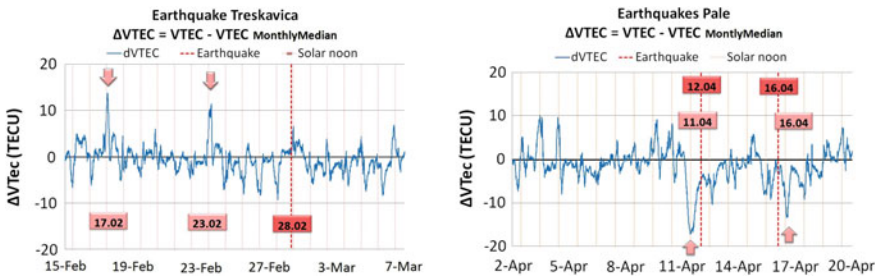 Earthquake Treskavica
ΔVTEC = VTEC - VTEC MonthlyMedian
dVTEC Earthquake Solar noon
ΔVTec (TECU)
20
10
0
-10
-20
17.02
23.02
28.02
15-Feb 19-Feb 23-Feb 27-Feb 3-Mar 7-Mar
Earthquakes Pale
ΔVTEC = VTEC - VTEC MonthlyMedian
dVTEC Earthquake Solar noon
ΔVTec (TECU)
20
10
0
-10
-20
12.04
16.04
11.04
16.04
2-Apr 5-Apr 8-Apr 11-Apr 14-Apr 17-Apr 20-Apr